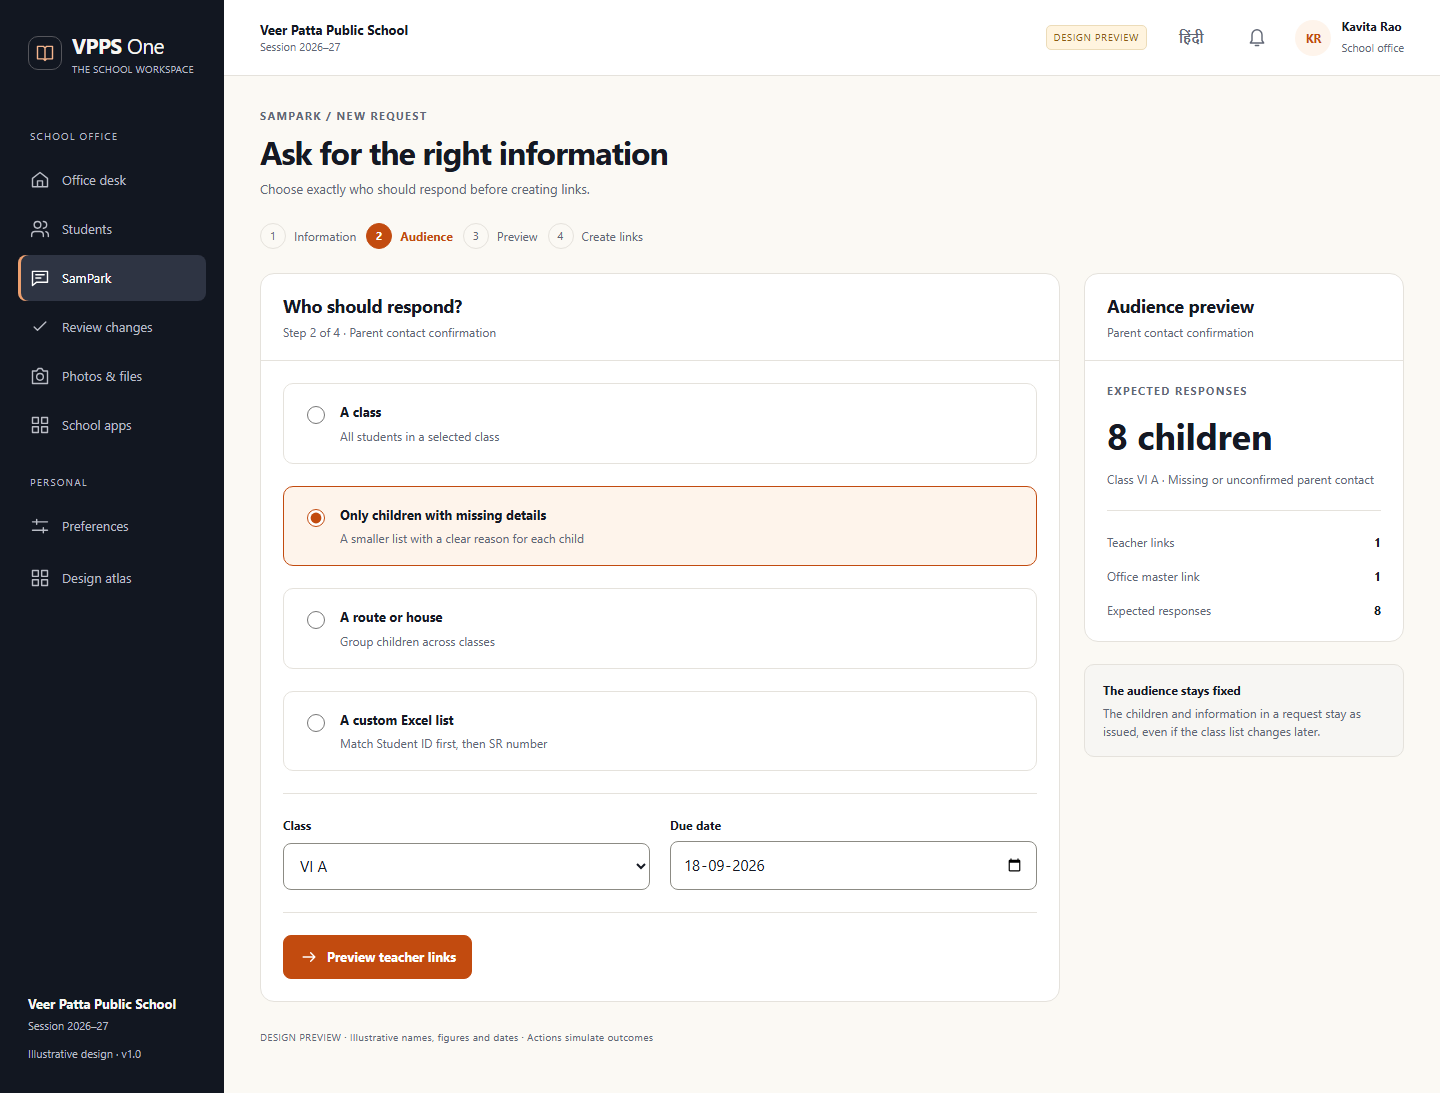 VPPS One
THE SCHOOL WORKSPACE
SCHOOL OFFICE
Office desk
Students
SamPark
Review changes
Photos & files
School apps
PERSONAL
Preferences
Design atlas
Veer Patta Public School
Session 2026–27
Illustrative design · v1.0
Veer Patta Public School
Session 2026–27
DESIGN PREVIEW
हिंदी
KR
Kavita Rao
School office
SAMPARK / NEW REQUEST
Ask for the right information
Choose exactly who should respond before creating links.
1 Information 2 Audience 3 Preview 4 Create links
Who should respond?
Step 2 of 4 · Parent contact confirmation
A class
All students in a selected class
Only children with missing details
A smaller list with a clear reason for each child
A route or house
Group children across classes
A custom Excel list
Match Student ID first, then SR number
Class
VI A
Due date
18-09-2026
Preview teacher links
Audience preview
Parent contact confirmation
EXPECTED RESPONSES
8 children
Class VI A · Missing or unconfirmed parent contact
Teacher links 1
Office master link 1
Expected responses 8
The audience stays fixed
The children and information in a request stay as
issued, even if the class list changes later.
DESIGN PREVIEW · Illustrative names, figures and dates · Actions simulate outcomes